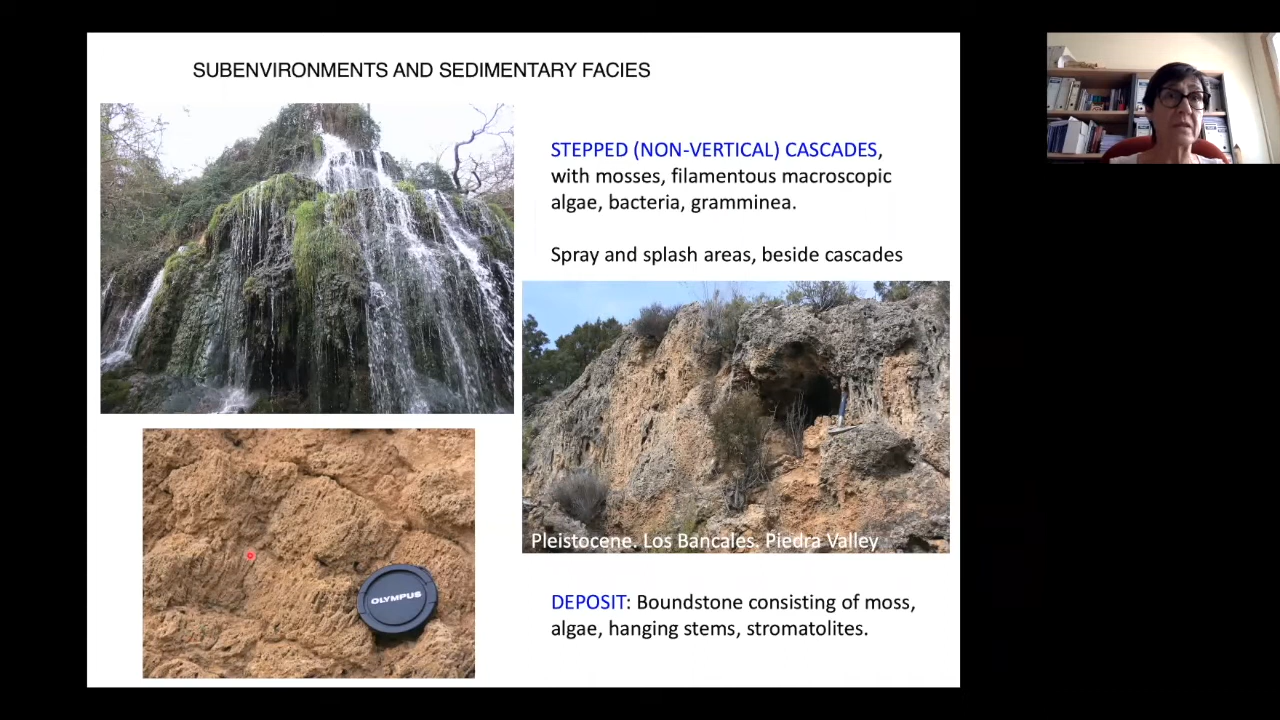 SUBENVIRONMENTS AND SEDIMENTARY FACIES
STEPPED (NON-VERTICAL) CASCADES,
with mosses, filamentous macroscopic
algae, bacteria, gramminea.
Spray and splash areas, beside cascades
Pleistocene. Los Bancales. Piedra Valley
OLYMPUS
DEPOSIT: Boundstone consisting of moss,
algae, hanging stems, stromatolites.